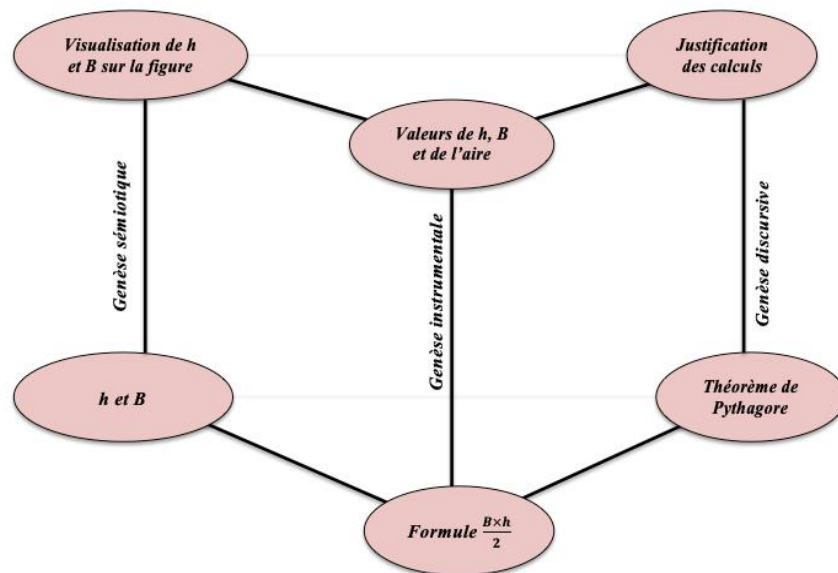 Visualisation de h
et B sur la figure
Justification
des calculs
Valeurs de h, B
et de l'aire
Genèse sémiotique
Genèse instrumentale
Genèse discursive
h et B
Théorème de
Pythagore
Formule B×h/2